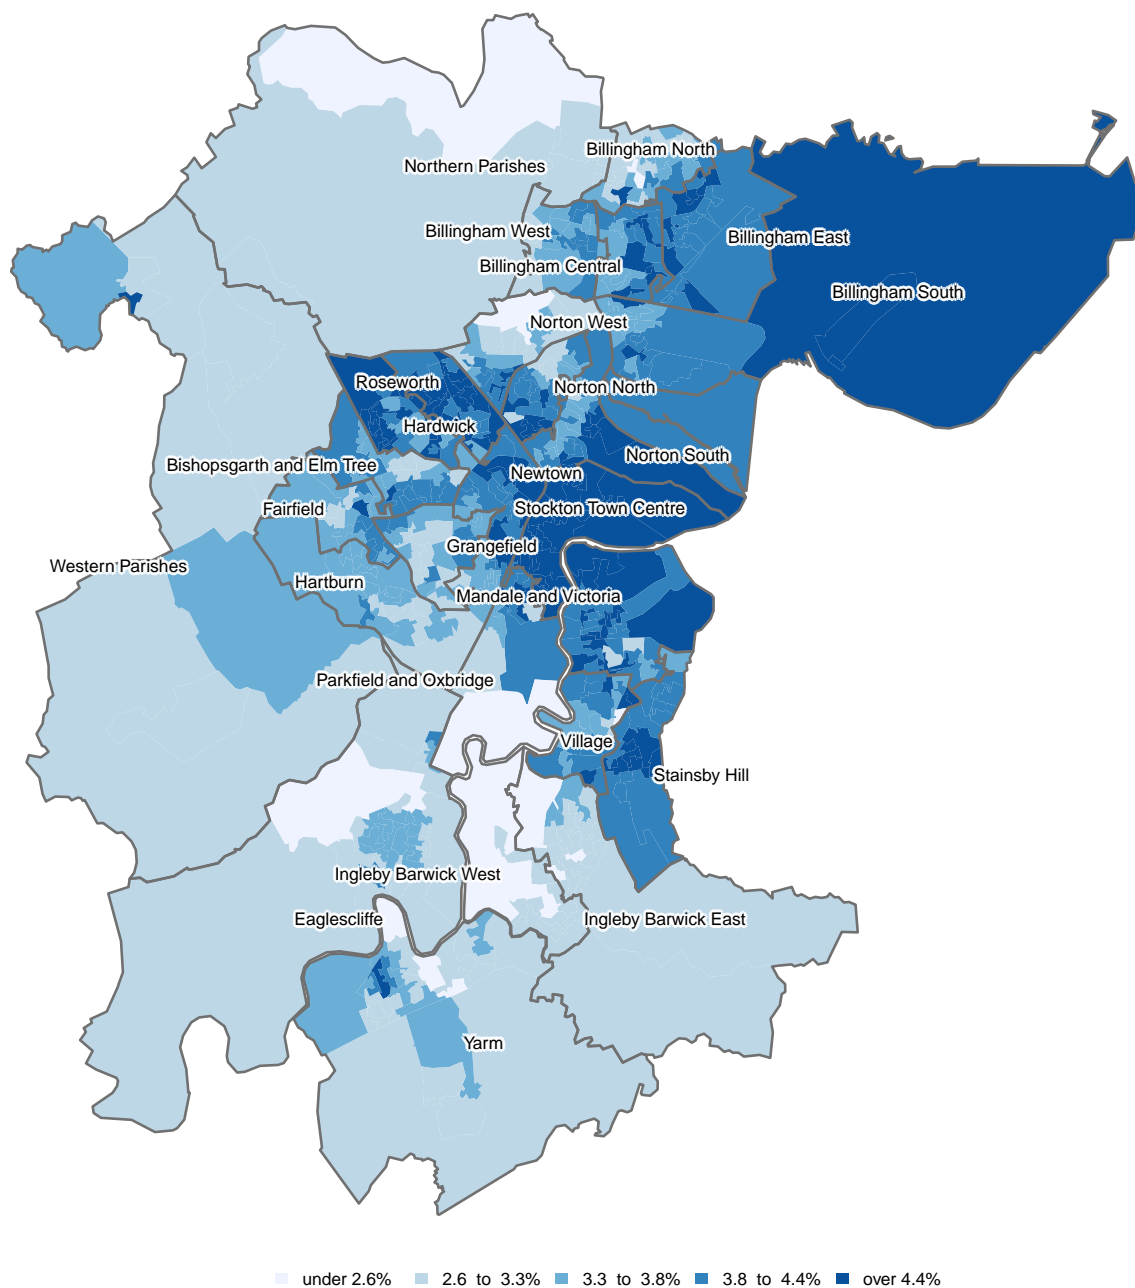 Billingham North
Northern Parishes
Billingham West
Billingham East
Billingham Central
Billingham South
Norton West
Roseworth
Norton North
Hardwick
Norton South
Bishopsgarth and Elm Tree
Newtown
Fairfield
Stockton Town Centre
Grangefield
Western Parishes
Hartburn
Mandale and Victoria
Parkfield and Oxbridge
Village
Stainsby Hill
Ingleby Barwick West
Eaglescliffe
Ingleby Barwick East
Yarm
under 2.6% 2.6 to 3.3% 3.3 to 3.8% 3.8 to 4.4% over 4.4%